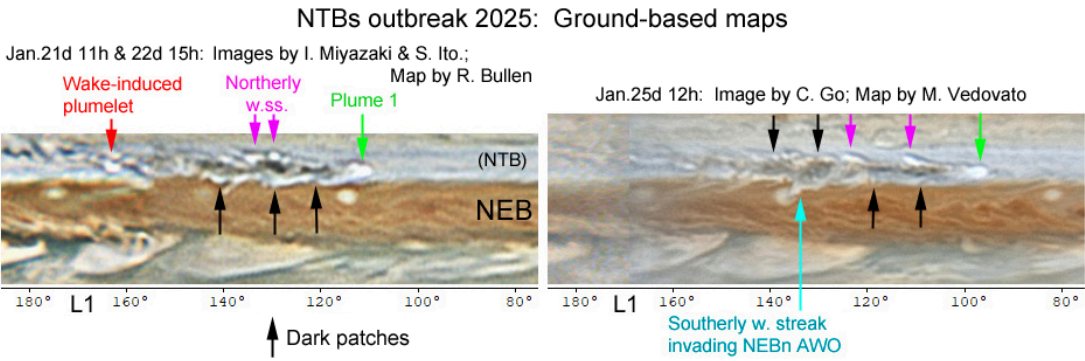 NTBs outbreak 2025: Ground-based maps
Jan.21d 11h & 22d 15h: Images by I. Miyazaki & S. Ito.;
Map by R. Bullen
Wake-induced
plumelet
Northerly
w.ss.
Plume 1
(NTB)
NEB
180° L1 160° 140° 120° 100° 80°
Dark patches
Jan.25d 12h: Image by C. Go; Map by M. Vedovato
180° L1 160° 140° 120° 100° 80°
Southerly w. streak
invading NEBn AWO